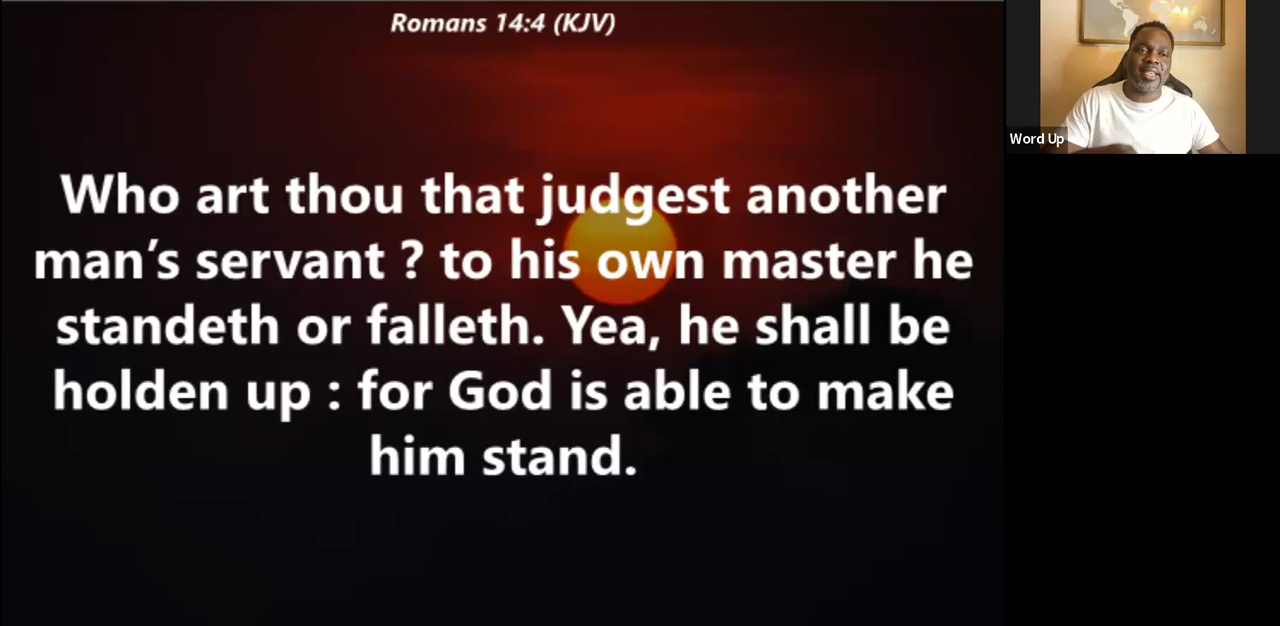 Romans 14:4 (KJV)
Who art thou that judgest another
man’s servant ? to his own master he
standeth or falleth. Yea, he shall be
holden up : for God is able to make
him stand.
Word Up